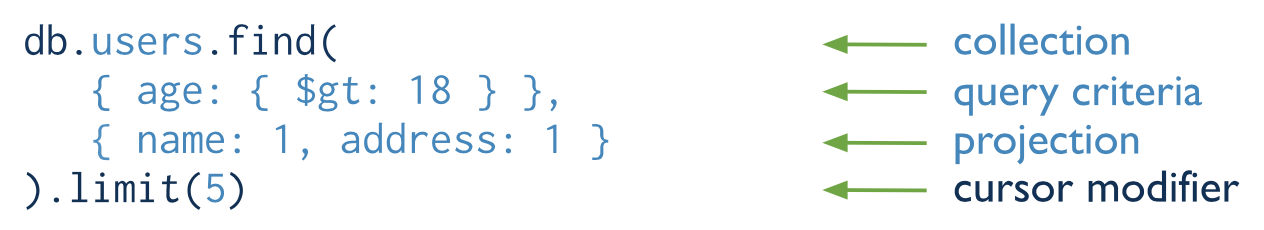 db.users.find( collection
{ age: { $gt: 18 } }, query criteria
{ name: 1, address: 1 } projection
).limit(5) cursor modifier